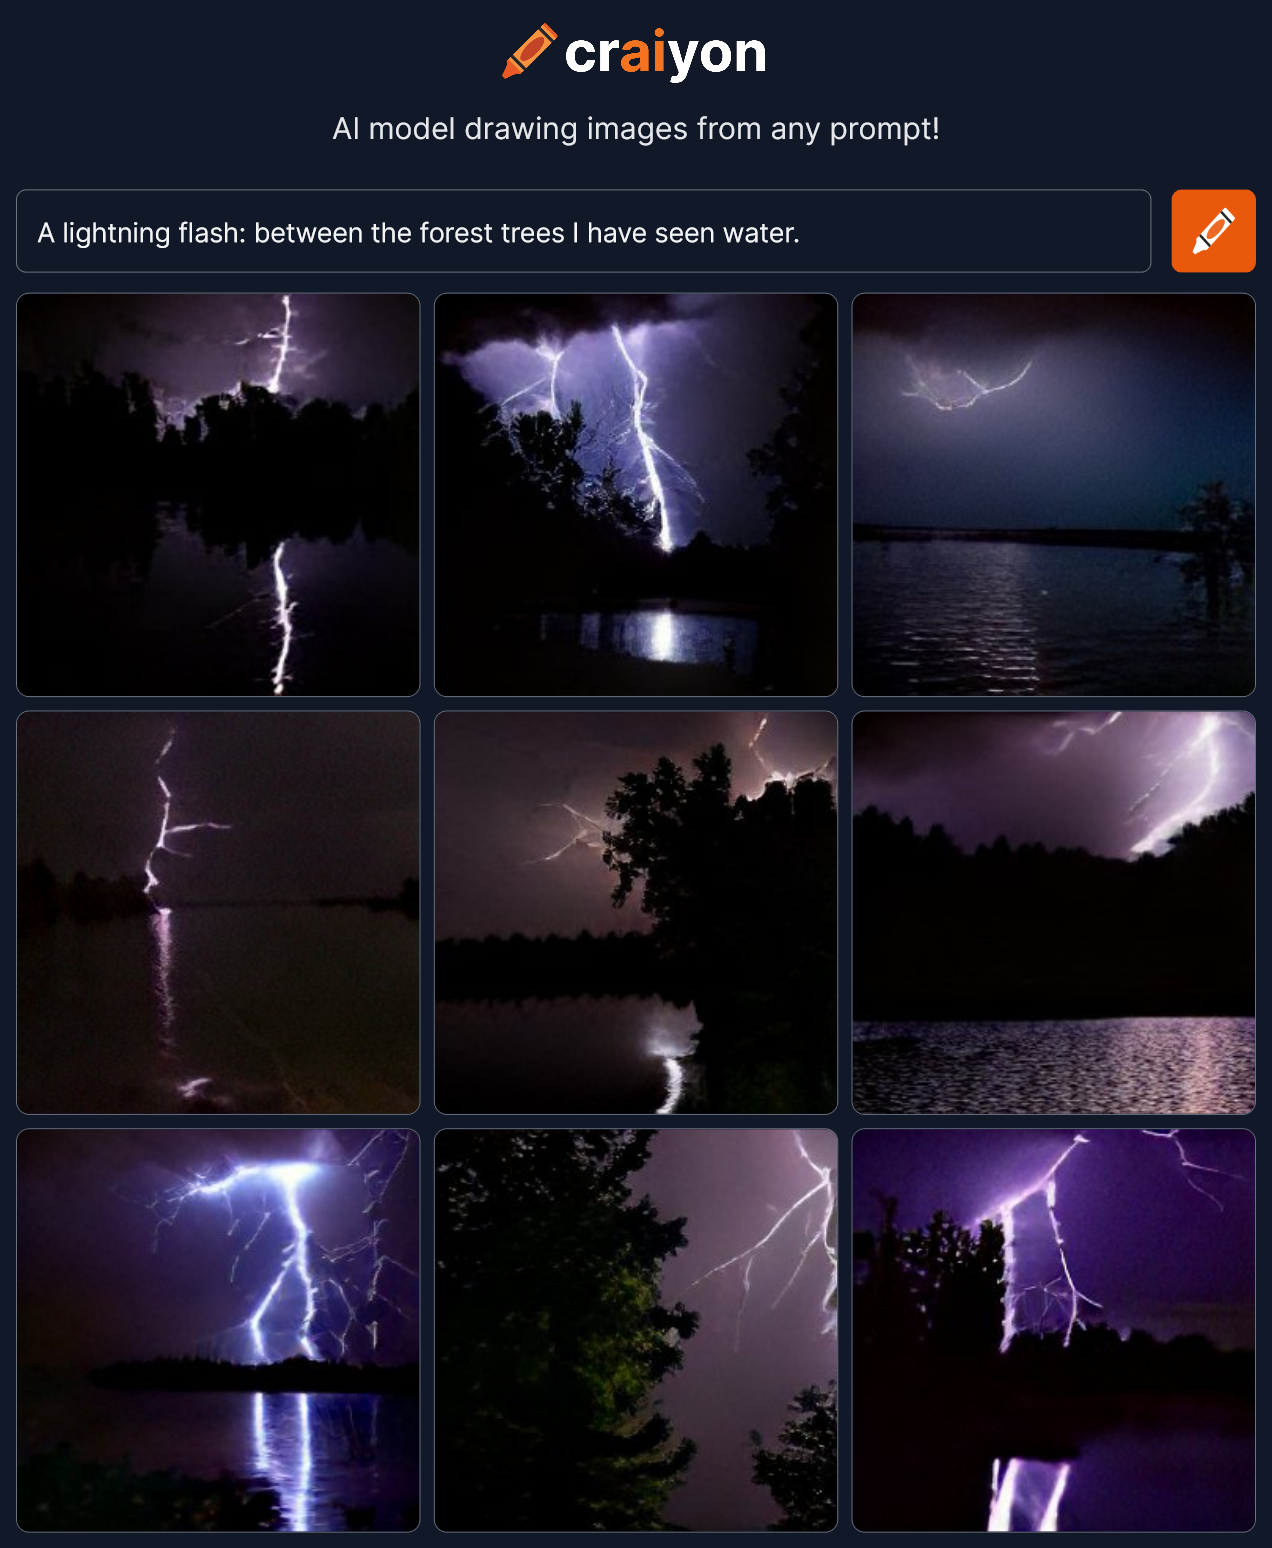 craiyon
AI model drawing images from any prompt!
A lightning flash: between the forest trees I have seen water.